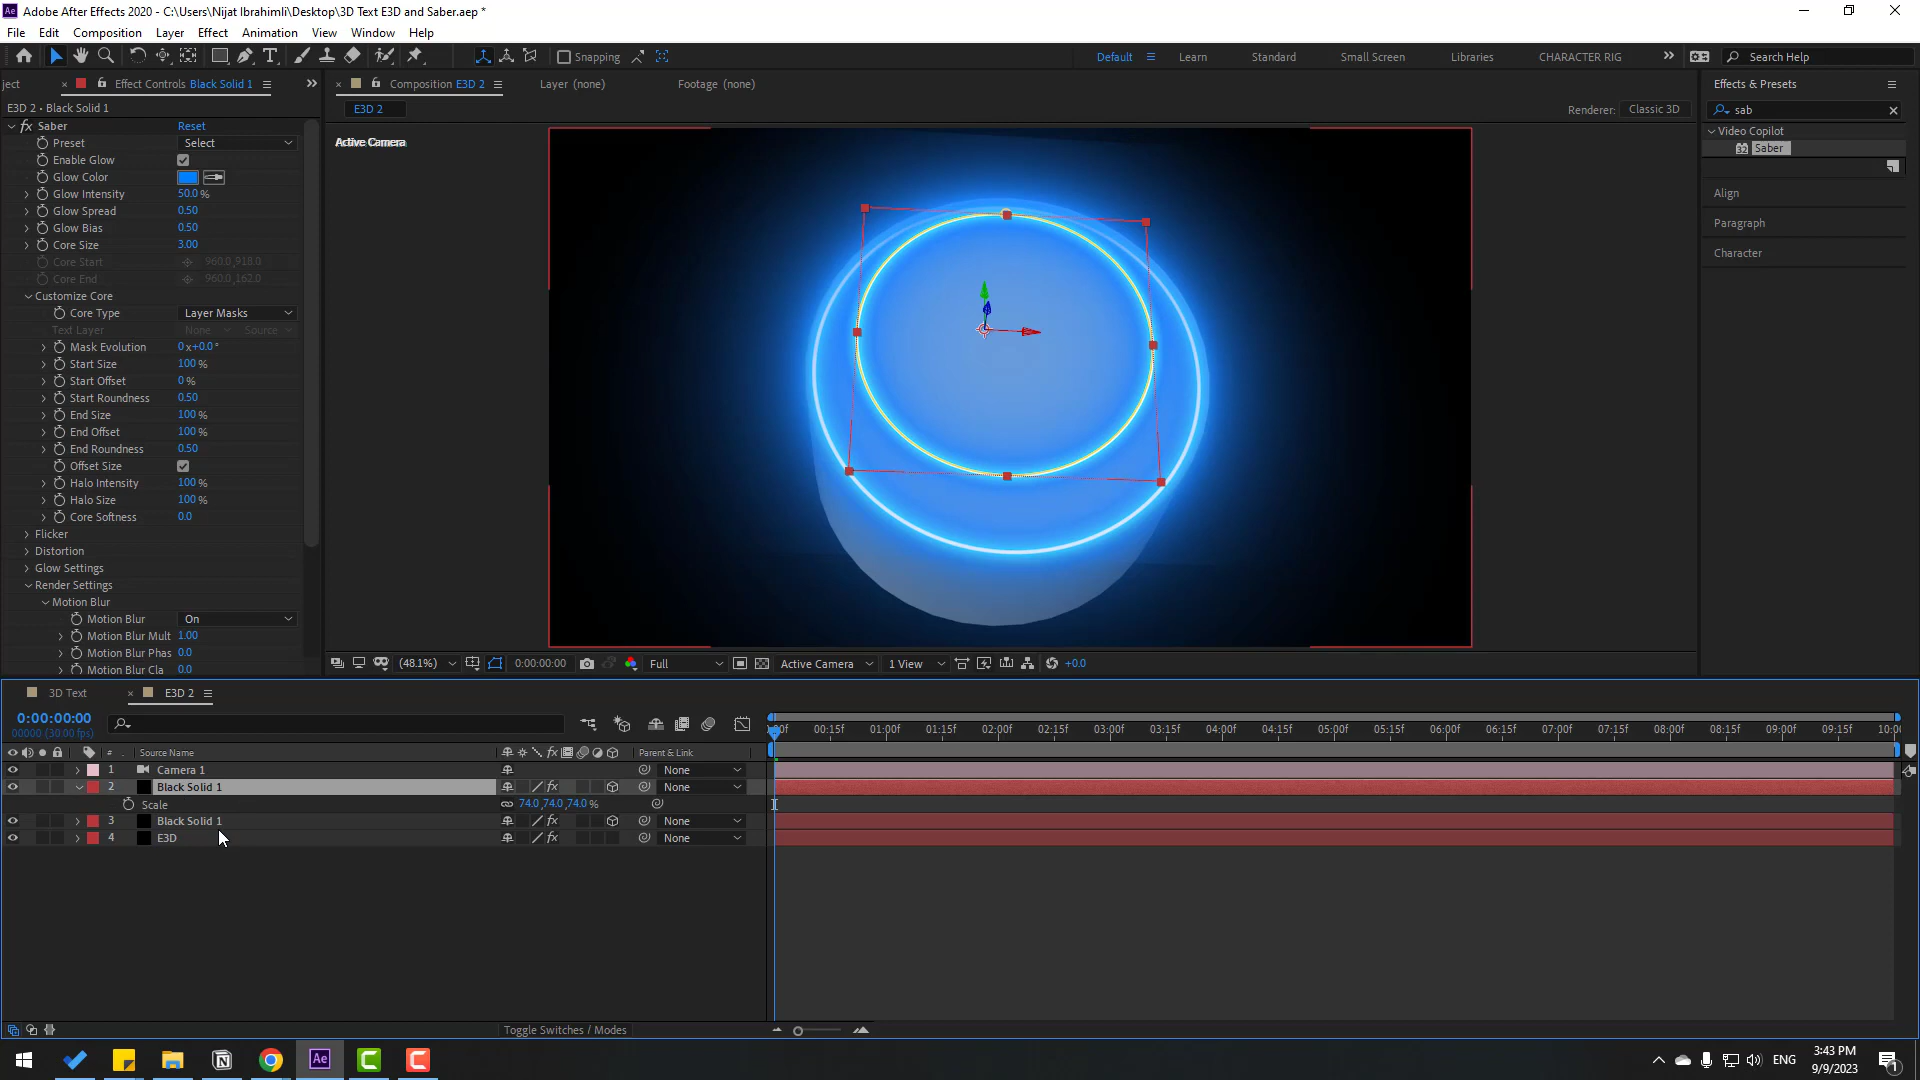 Ae Adobe After Effects 2020 - C:\Users\Nijat Ibrahimli\Desktop\3D Text E3D and Saber.aep *
File Edit Composition Layer Effect Animation View Window Help
Snapping Default Learn Standard Small Screen Libraries CHARACTER RIG Search Help
ject Effect Controls Black Solid 1 Composition E3D 2 Layer (none) Footage (none) Effects & Presets
E3D 2 • Black Solid 1 E3D 2 Renderer: Classic 3D sab
fx Saber Reset Video Copilot
Preset Select Active Camera 32 Saber
Enable Glow
Glow Color
Glow Intensity 50.0 % Align
Glow Spread 0.50 Paragraph
Glow Bias 0.50
Core Size 3.00 Character
Core Start 960.0,918.0
Core End 960.0,162.0
Customize Core
Core Type Layer Masks
Text Layer None Source
Mask Evolution 0 x +0.0 °
Start Size 100 %
Start Offset 0 %
Start Roundness 0.50
End Size 100 %
End Offset 100 %
End Roundness 0.50
Offset Size
Halo Intensity 100 %
Halo Size 100 %
Core Softness 0.0
Flicker
Distortion
Glow Settings
Render Settings
Motion Blur
Motion Blur On
Motion Blur Mult 1.00
Motion Blur Phas 0.0
Motion Blur Cla 0.0
(48.1%) 0:00:00:00 Full Active Camera 1 View +0.0
3D Text E3D 2
0:00:00:00
00000 (30.00 fps)
00f 00:15f 01:00f 01:15f 02:00f 02:15f 03:00f 03:15f 04:00f 04:15f 05:00f 05:15f 06:00f 06:15f 07:00f 07:15f 08:00f 08:15f 09:00f 09:15f 10:00
# Source Name fx Parent & Link
1 Camera 1 None
2 Black Solid 1 fx None
Scale 74.0,74.0,74.0 %
3 Black Solid 1 fx None
4 E3D fx None
Toggle Switches / Modes
Ae ENG 3:43 PM
9/9/2023 1